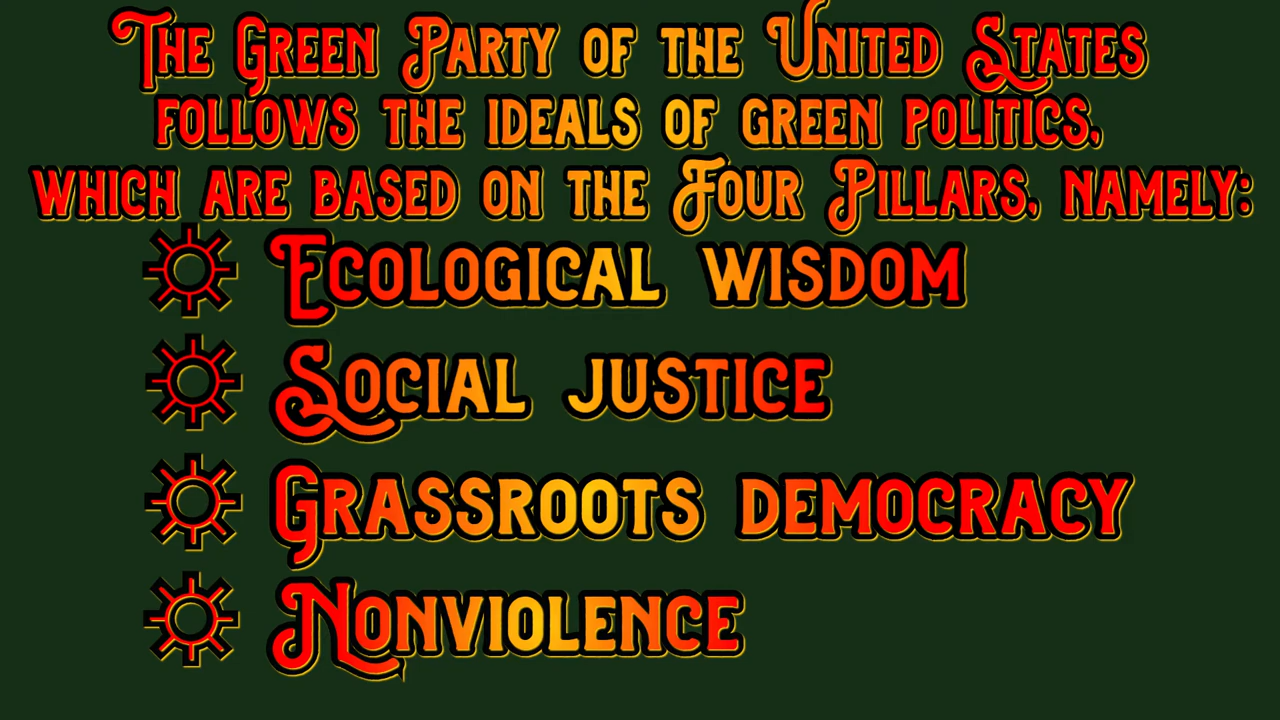 The Green Party of the United States
follows the ideals of green politics,
which are based on the Four Pillars, namely:
Ecological wisdom
Social justice
Grassroots democracy
Nonviolence